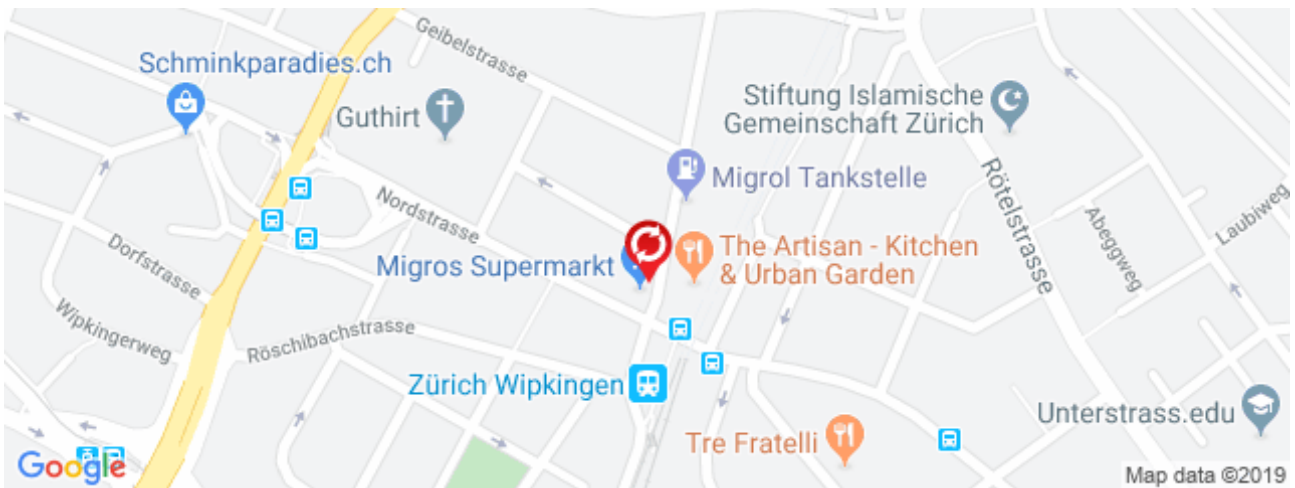 Geibelstrasse
Schminkparadies.ch
Guthirt
Stiftung Islamische
Gemeinschaft Zürich
Migrol Tankstelle
Rötelstrasse
Abeggweg
Laubiweg
Nordstrasse
Dorfstrasse
Migros Supermarkt
The Artisan - Kitchen
& Urban Garden
Wipkingerweg
Röschibachstrasse
Zürich Wipkingen
Unterstrass.edu
Tre Fratelli
Google
Map data ©2019